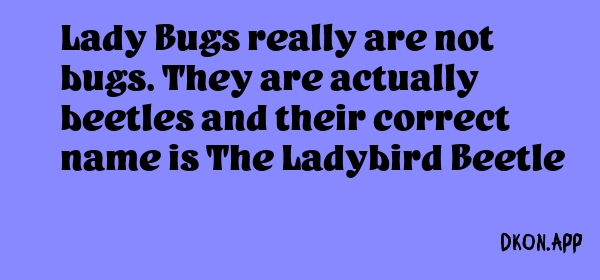 Lady Bugs really are not
bugs. They are actually
beetles and their correct
name is The Ladybird Beetle
DKON.APP